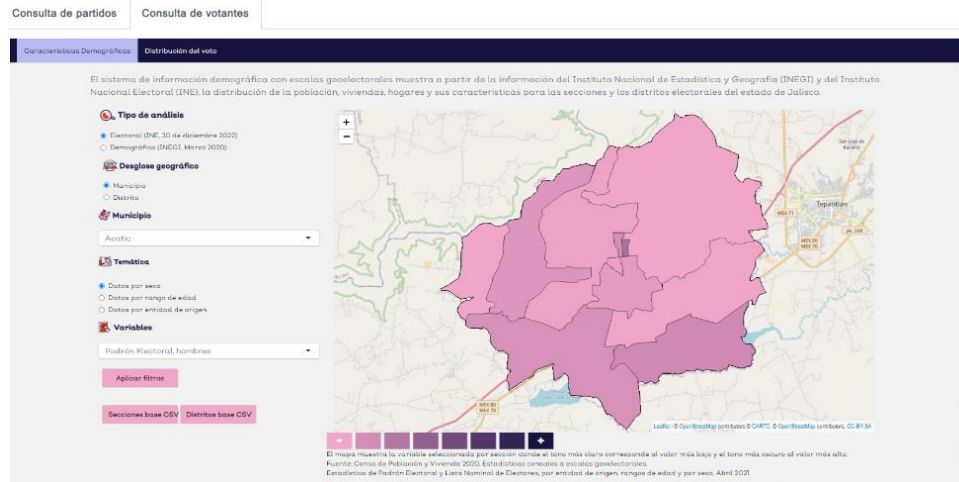 Consulta de partidos
Consulta de votantes
Características Demográficas
Distribución del voto
El sistema de información demográfica con escalas geoelectorales muestra a partir de la información del Instituto Nacional de Estadística y Geografía (INEGI) y del Instituto
Nacional Electoral (INE), la distribución de la población, viviendas, hogares y sus características para las secciones y los distritos electorales del estado de Jalisco.
Tipo de análisis
Electoral (INE, 30 de diciembre 2022)
Demográfico (INEGI, Marzo 2020)
Desglose geográfico
Municipio
Distrito
Municipio
Acatic
Temática
Datos por sexo
Datos por rango de edad
Datos por entidad de origen
Variables
Padrón Electoral, hombres
Aplicar filtros
Secciones base CSV
Distritos base CSV
+
−
Tepatitlán
MEX 71
MEX 80
MEX 80
Leaflet | © OpenStreetMap contributors © CARTO, © OpenStreetMap contributors, CC-BY-SA
-
+
El mapa muestra la variable seleccionada por sección donde el tono más claro corresponde al valor más bajo y el tono más oscuro al valor más alto.
Fuente: Censo de Población y Vivienda 2020, Estadísticas censales a escalas geoelectorales.
Estadística de Padrón Electoral y Lista Nominal de Electores, por entidad de origen, rangos de edad y por sexo, Abril 2021.